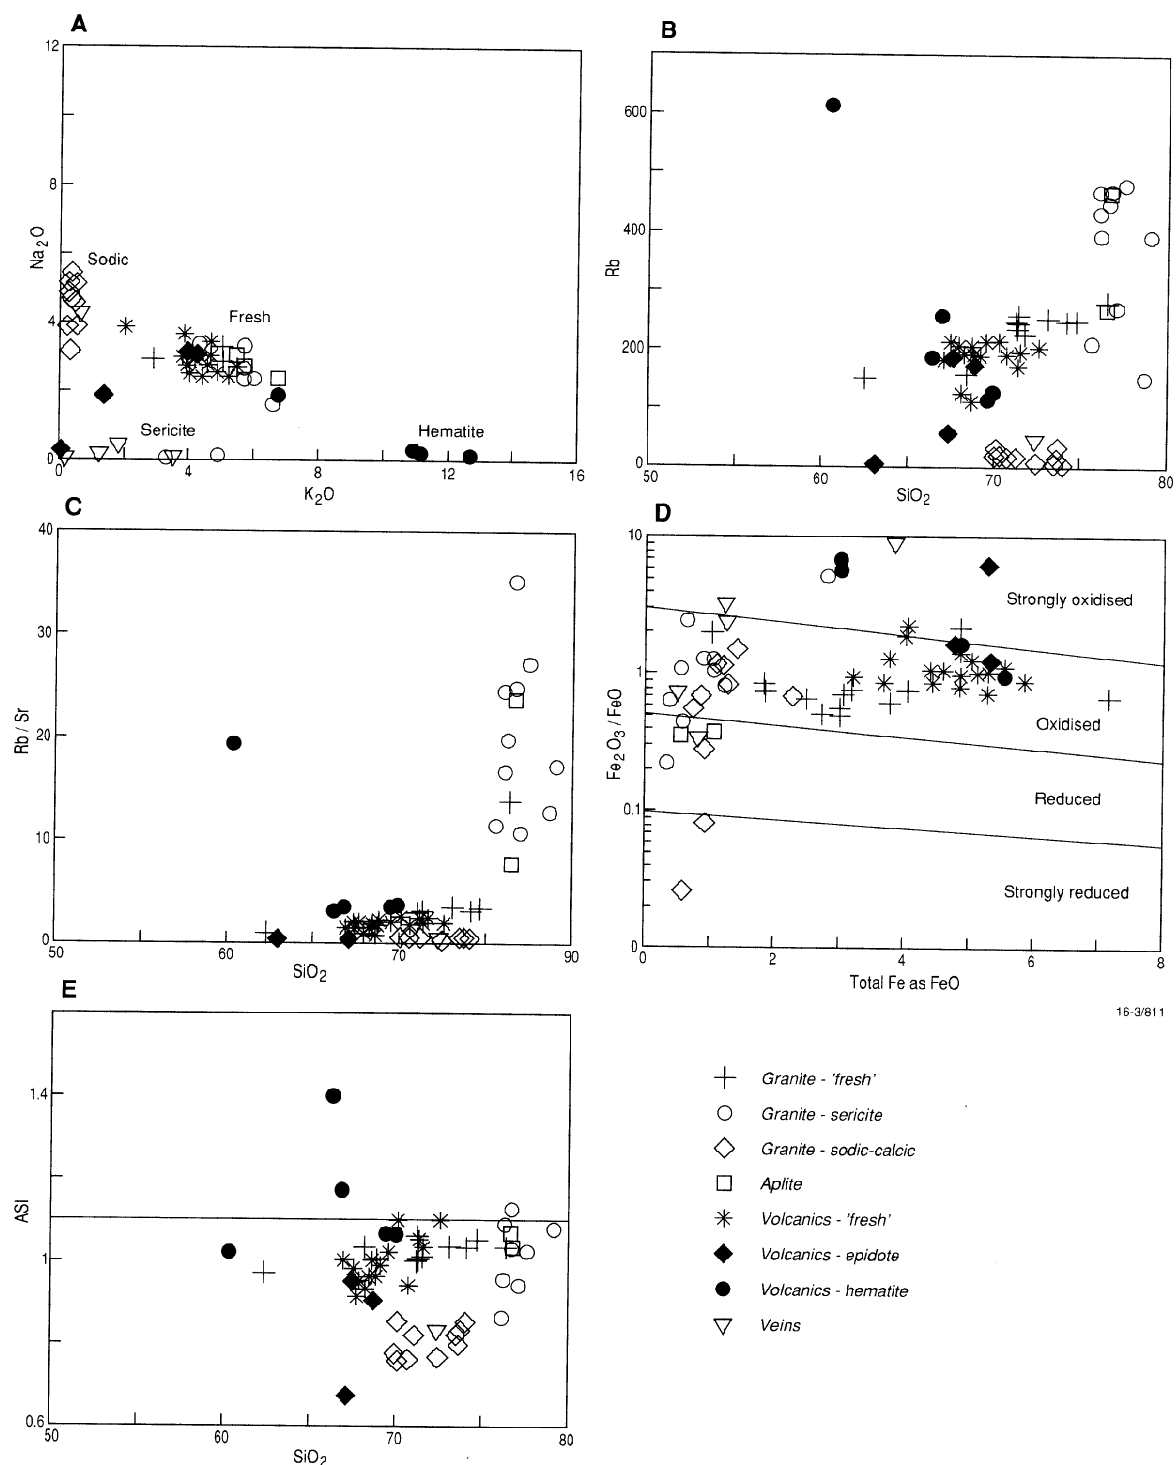 A
12
8
4
0
Na2O
Sodic
Fresh
Sericite
Hematite
0
4
8
12
16
K2O
B
600
400
200
0
Rb
50
60
70
80
SiO2
C
40
30
20
10
0
Rb / Sr
50
60
70
90
SiO2
D
10
1
0.1
0
Fe2O3 / FeO
Strongly oxidised
Oxidised
Reduced
Strongly reduced
0
2
4
6
8
Total Fe as FeO
16-3/811
E
1.4
1
0.6
ASI
50
60
70
80
SiO2
Granite - 'fresh'
Granite - sericite
Granite - sodic-calcic
Aplite
Volcanics - 'fresh'
Volcanics - epidote
Volcanics - hematite
Veins